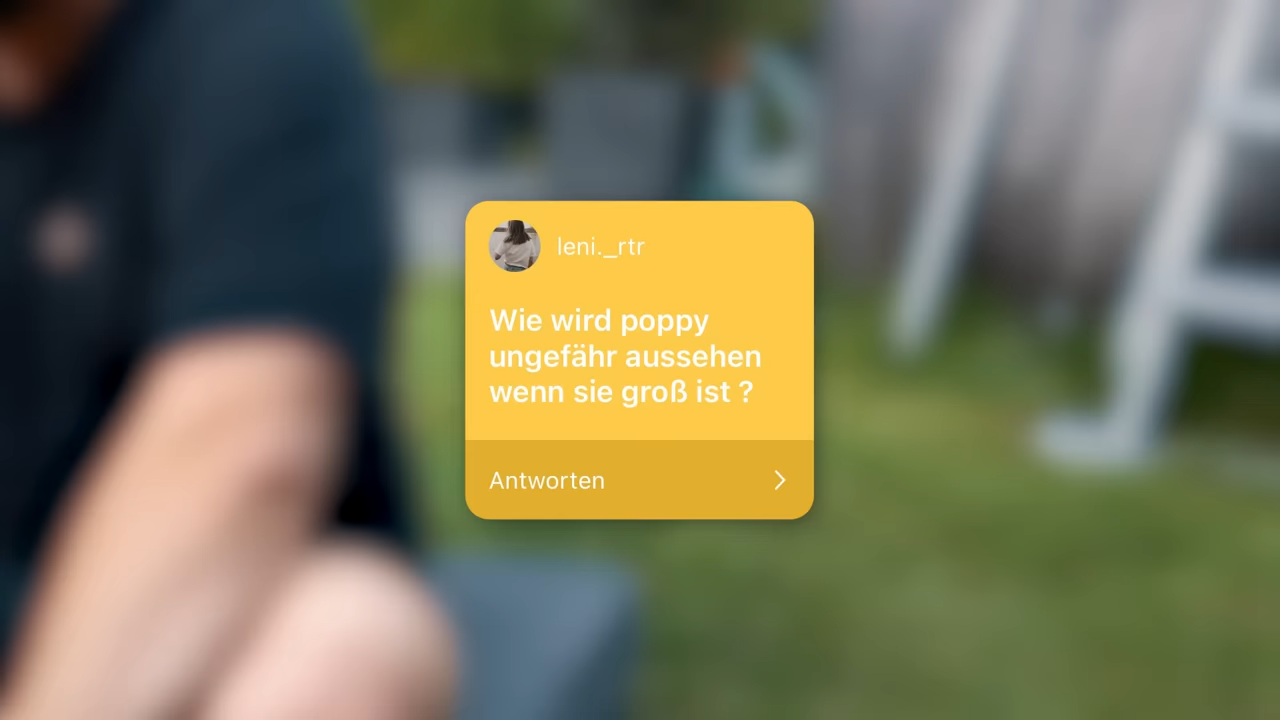 leni._rtr
Wie wird poppy
ungefähr aussehen
wenn sie groß ist ?
Antworten